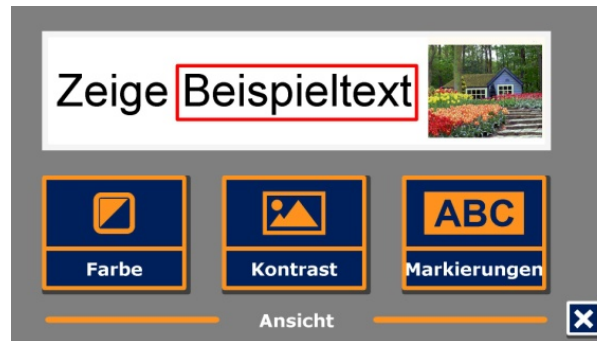 Zeige Beispieltext
ABC
Farbe Kontrast Markierungen
Ansicht